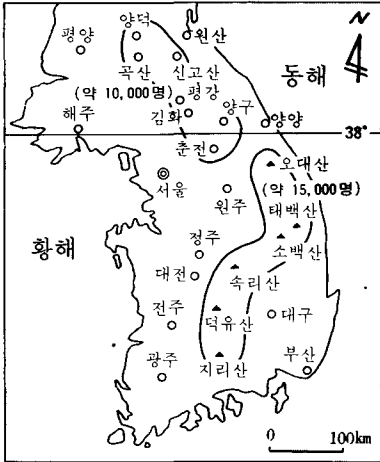 N
양덕
원산
평양
곡산
신고산
동해
(약 10,000명)
평강
해주
김화
양구
양양
38°
춘전
오대산
서울
(약 15,000명)
원주
태백산
황해
정주
소백산
대전
속리산
전주
덕유산
대구
광주
지리산
부산
0
100km